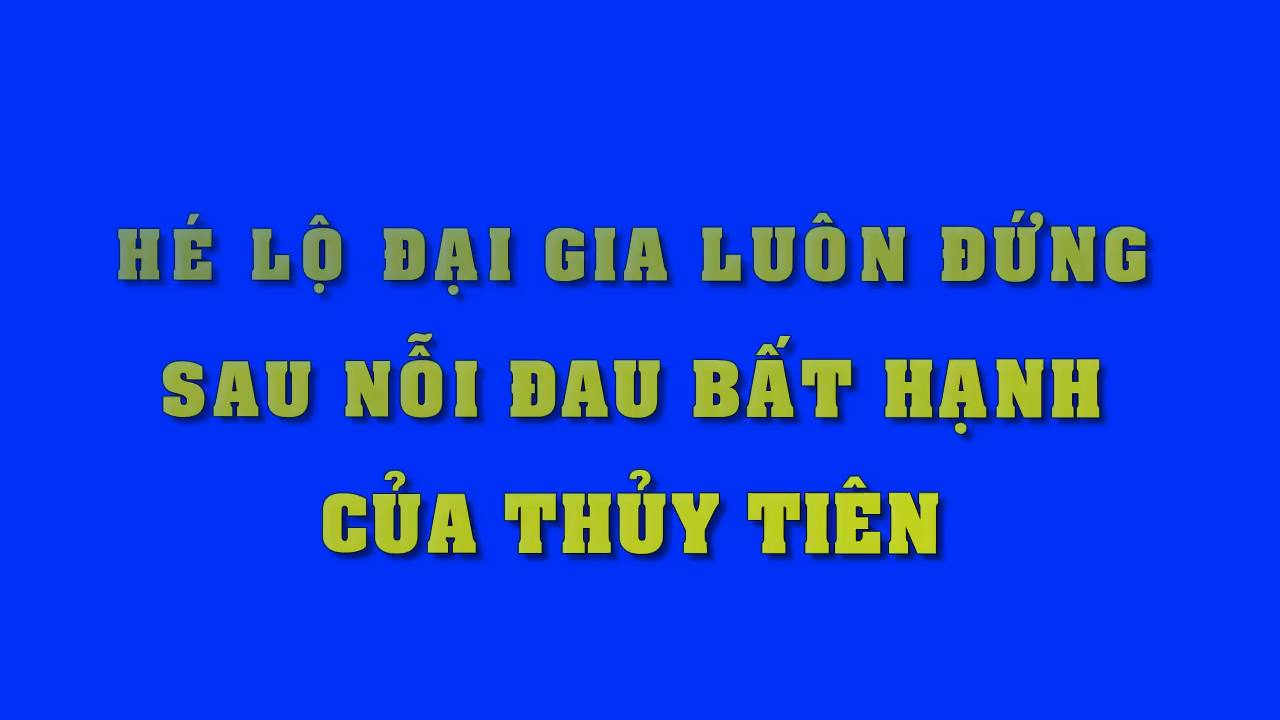 HÉ LỘ ĐẠI GIA LUÔN ĐỨNG
SAU NỖI ĐAU BẤT HẠNH
CỦA THỦY TIÊN